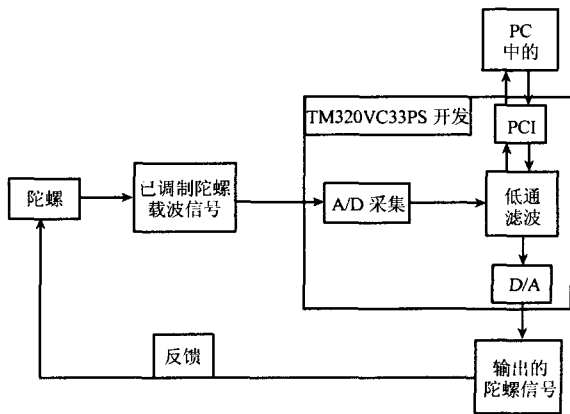 PC
中的
TM320VC33PS 开发
PCI
陀螺
已调制陀螺
载波信号
A/D 采集
低通
滤波
D/A
反馈
输出的
陀螺信号